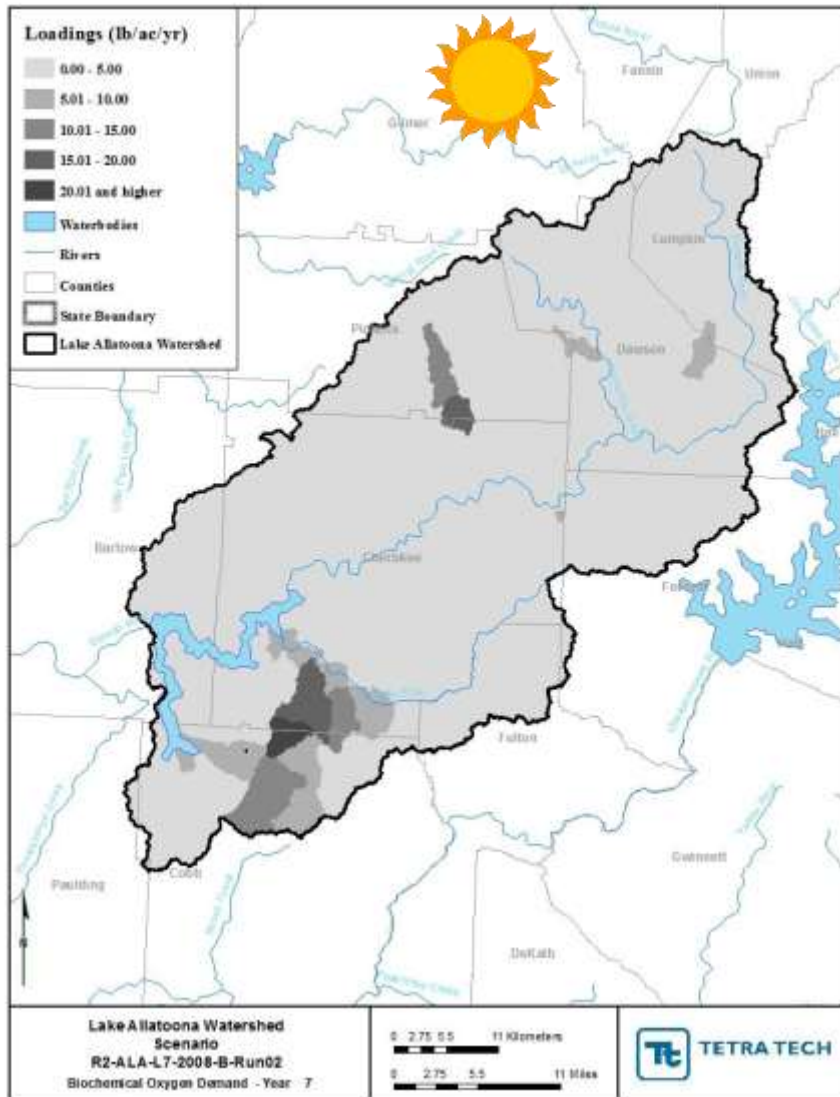 Loadings (lb/ac/yr)
0.00 - 5.00
5.01 - 10.00
10.01 - 15.00
15.01 - 20.00
20.01 and higher
Waterbodies
Rivers
Counties
State Boundary
Lake Allatoona Watershed
Fannin
Union
Gilmer
Lumpkin
Pickens
Dawson
Bartow
Cherokee
Forsyth
Fulton
Gwinnett
Paulding
Cobb
DeKalb
N
Lake Allatoona Watershed
Scenario
R2-ALA-L7-2008-B-Run02
Biochemical Oxygen Demand - Year 7
0 2.75 5.5 11 Kilometers
0 2.75 5.5 11 Miles
Tt
TETRA TECH